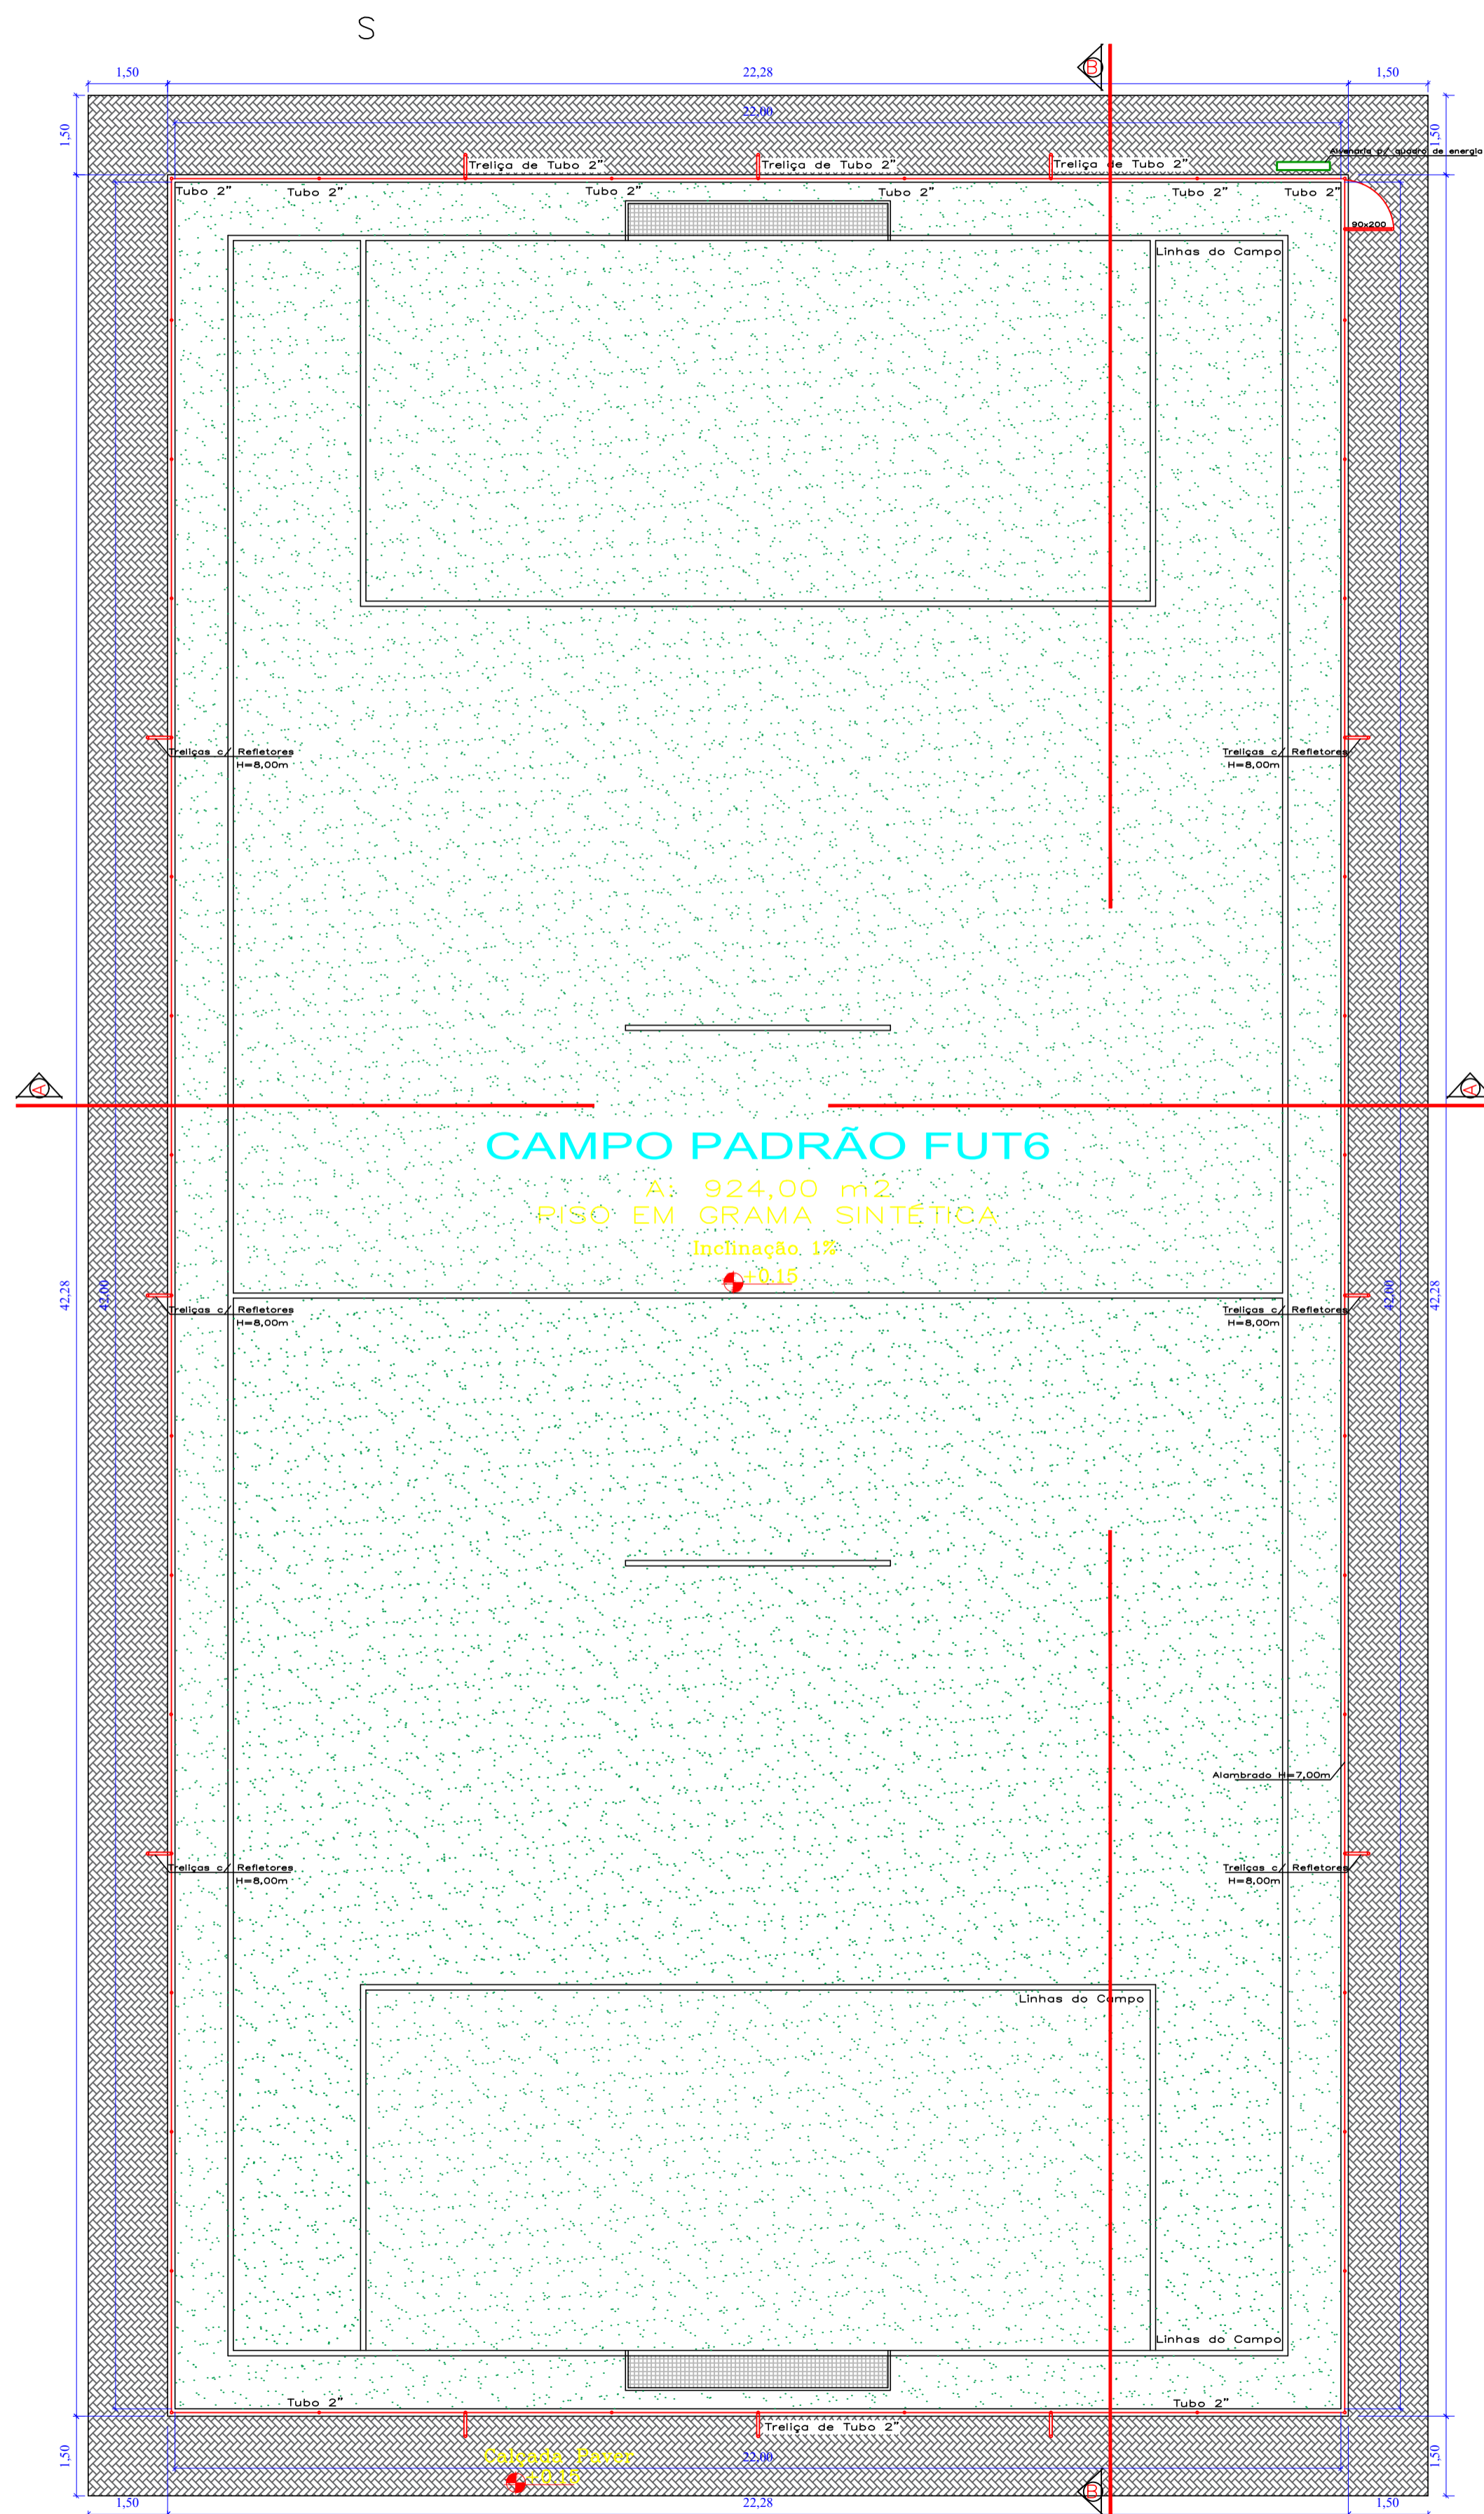 S
B
1,50
22,28
1,50
1,50
22,00
1,50
Alvenaria p/ quadro de energia
Treliça de Tubo 2"
Treliça de Tubo 2"
Treliça de Tubo 2"
Tubo 2"
Tubo 2"
Tubo 2"
Tubo 2"
Tubo 2"
Tubo 2"
90x200
Linhas do Campo
Treliças c/ Refletores
H=8,00m
Treliças c/ Refletores
H=8,00m
A
A
CAMPO PADRÃO FUT6
A: 924,00 m2
PISO EM GRAMA SINTÉTICA
Inclinação 1%
+0.15
42,28
42,00
42,00
42,28
Treliças c/ Refletores
H=8,00m
Treliças c/ Refletores
H=8,00m
Alambrado H=7,00m
Treliças c/ Refletores
H=8,00m
Treliças c/ Refletores
H=8,00m
Linhas do Campo
Linhas do Campo
Tubo 2"
Tubo 2"
Treliça de Tubo 2"
Calçada Paver
+0.15
1,50
22,00
1,50
B
1,50
22,28
1,50